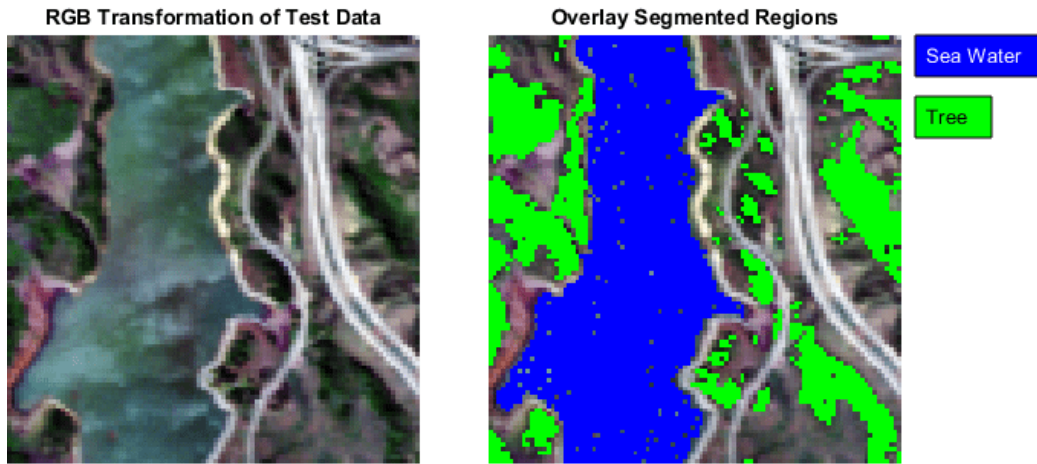 RGB Transformation of Test Data
Overlay Segmented Regions
Sea Water
Tree